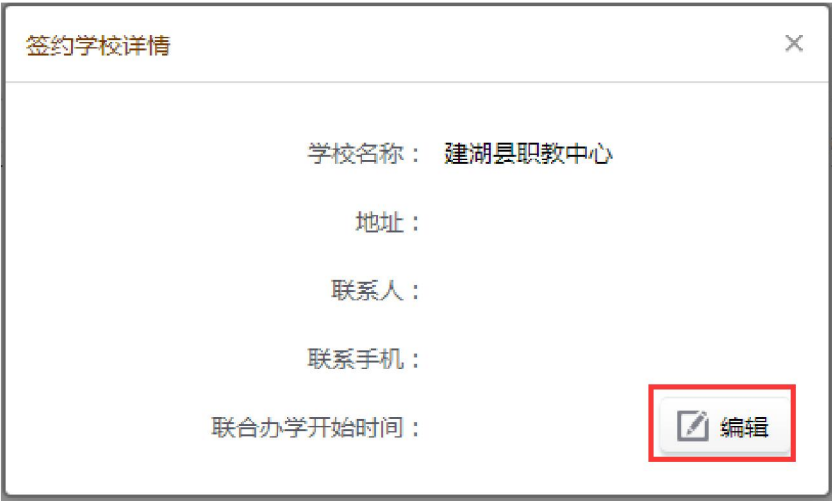 签约学校详情
学校名称： 建湖县职教中心
地址：
联系人：
联系手机：
联合办学开始时间：
编辑